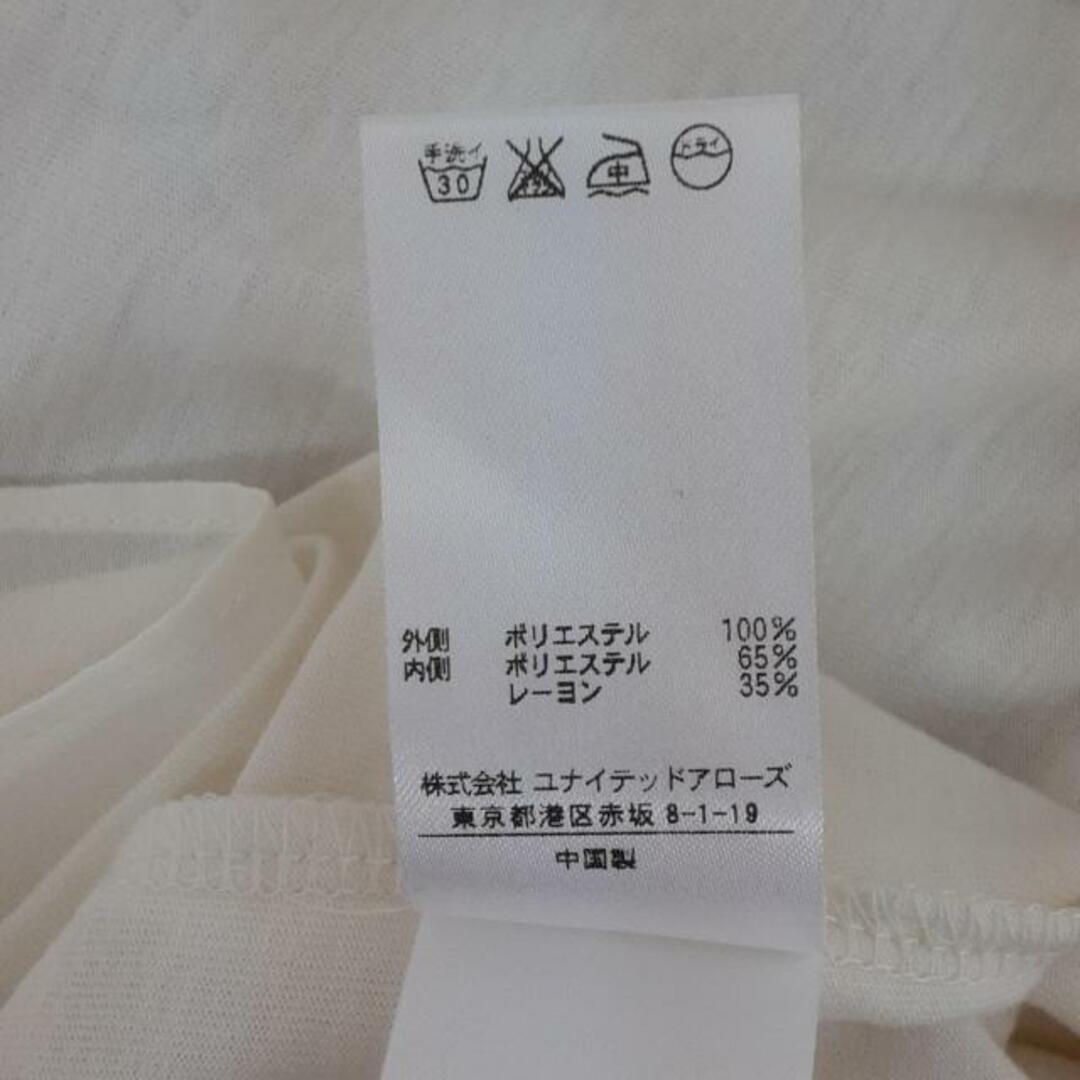 手洗イ 30 中 ドライ
外側 ポリエステル 100%
内側 ポリエステル 65%
レーヨン 35%
株式会社 ユナイテッドアローズ
東京都港区赤坂 8-1-19
中国製